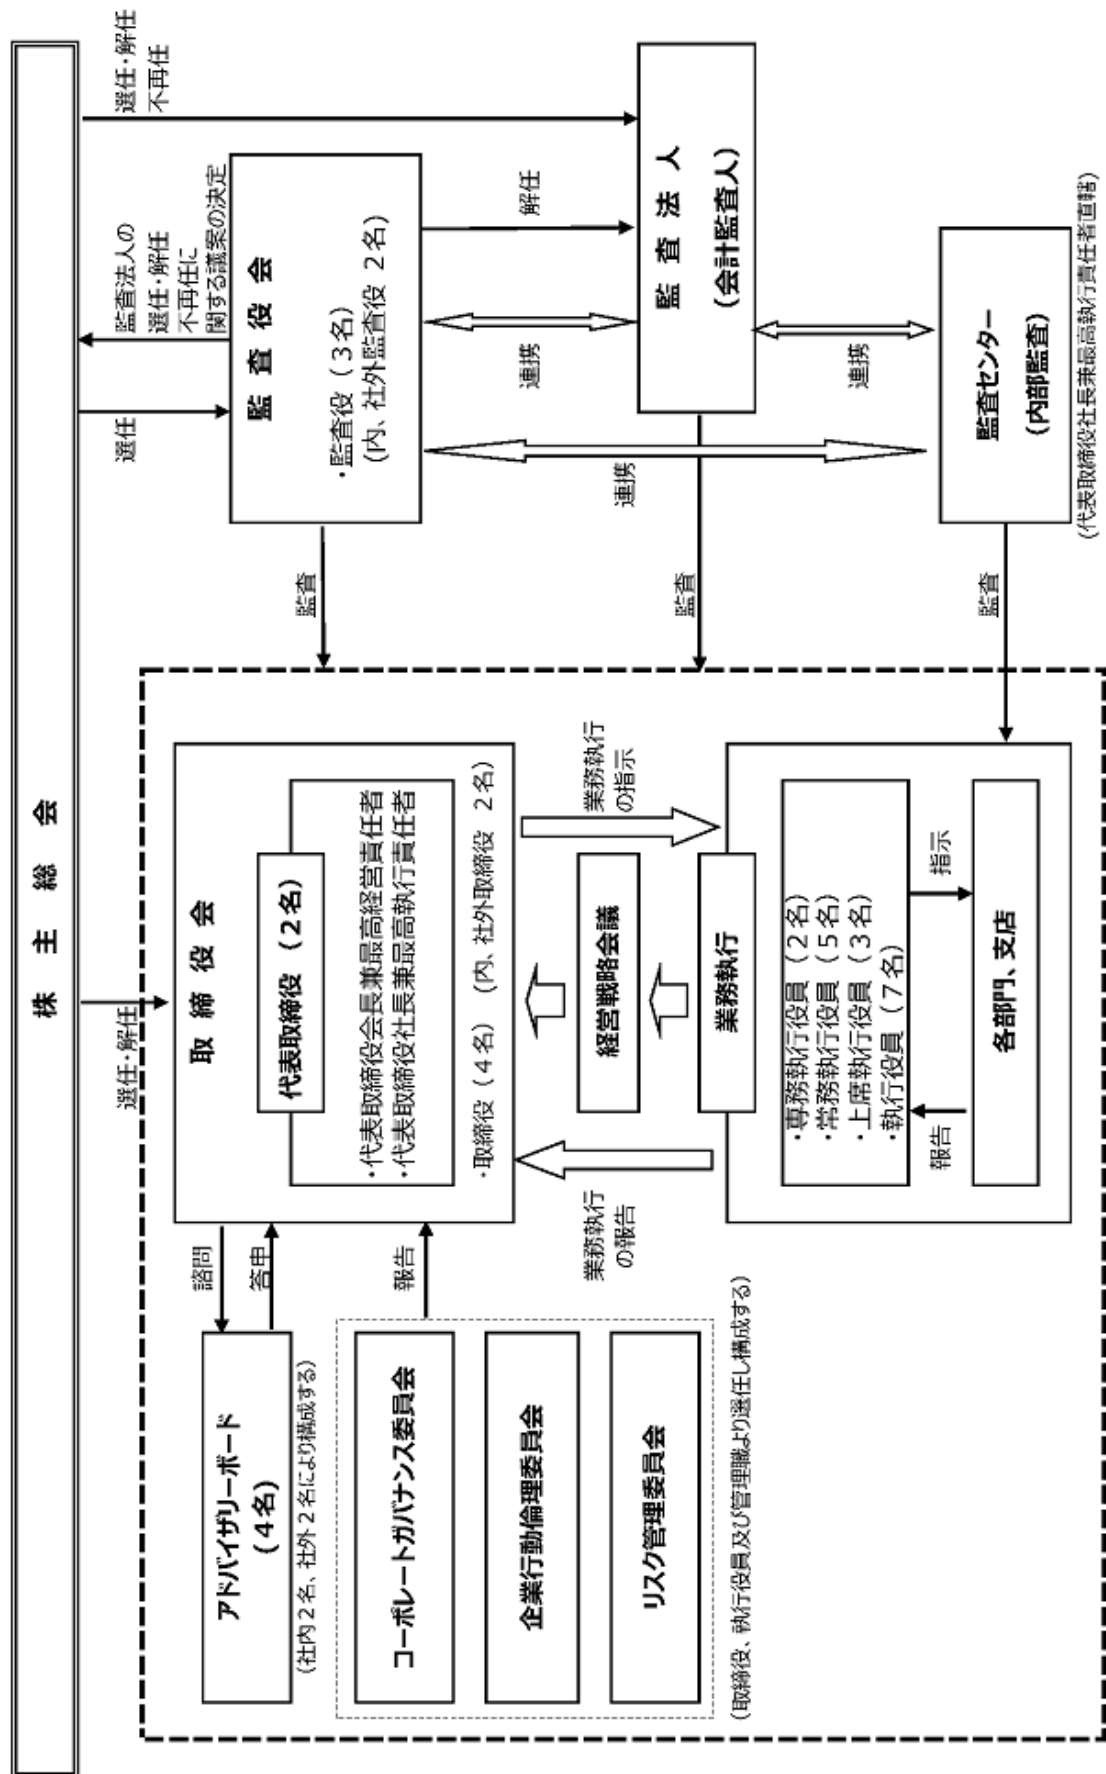 株主総会
選任・解任
選任
監査法人の
選任・解任
不再任に
関する議案の決定
選任・解任
不再任
諮問
答申
報告
アドバイザリーボード
(4名)
(社内2名、社外2名により構成する)
コーポレートガバナンス委員会
企業行動倫理委員会
リスク管理委員会
(取締役、執行役員及び管理職より選任し構成する)
取締役会
代表取締役(2名)
・代表取締役会長兼最高経営責任者
・代表取締役社長兼最高執行責任者
・取締役(4名) (内、社外取締役 2名)
業務執行
の報告
経営戦略会議
業務執行
の指示
業務執行
・専務執行役員(2名)
・常務執行役員(5名)
・上席執行役員(3名)
・執行役員(7名)
報告
指示
各部門、支店
監査
監査
監査
監査役会
・監査役(3名)
(内、社外監査役 2名)
連携
連携
解任
監査法人
(会計監査人)
連携
監査センター
(内部監査)
(代表取締役社長兼最高執行責任者直轄)